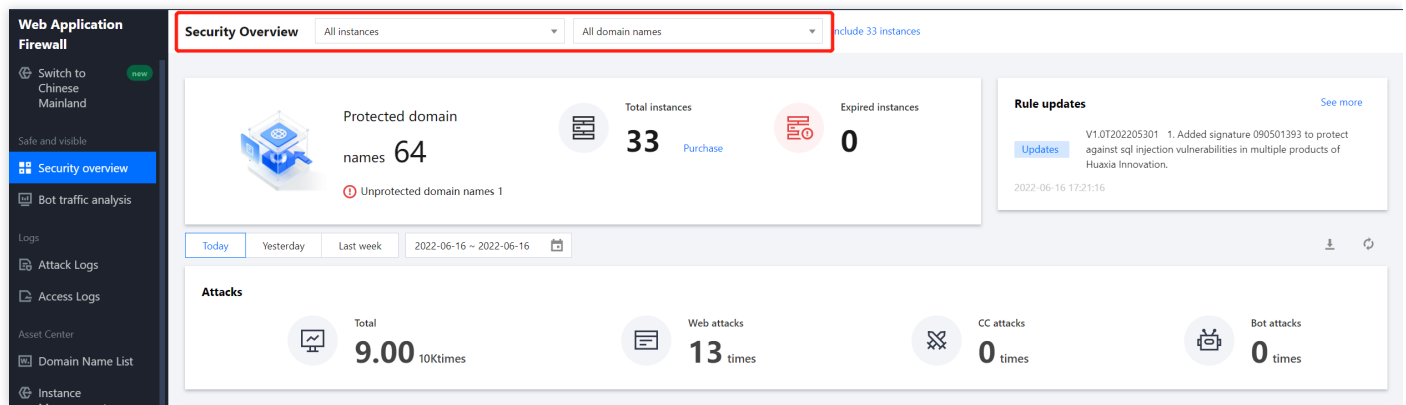 Web Application
Firewall
Switch to
Chinese
Mainland
new
Safe and visible
Security overview
Bot traffic analysis
Logs
Attack Logs
Access Logs
Asset Center
Domain Name List
Instance
Security Overview
All instances
All domain names
nclude 33 instances
Protected domain
names 64
Unprotected domain names 1
Total instances
33 Purchase
Expired instances
0
Rule updates
See more
Updates
V1.0T202205301 1. Added signature 090501393 to protect
against sql injection vulnerabilities in multiple products of
Huaxia Innovation.
2022-06-16 17:21:16
Today
Yesterday
Last week
2022-06-16 ~ 2022-06-16
Attacks
Total
9.00 10Ktimes
Web attacks
13 times
CC attacks
0 times
Bot attacks
0 times